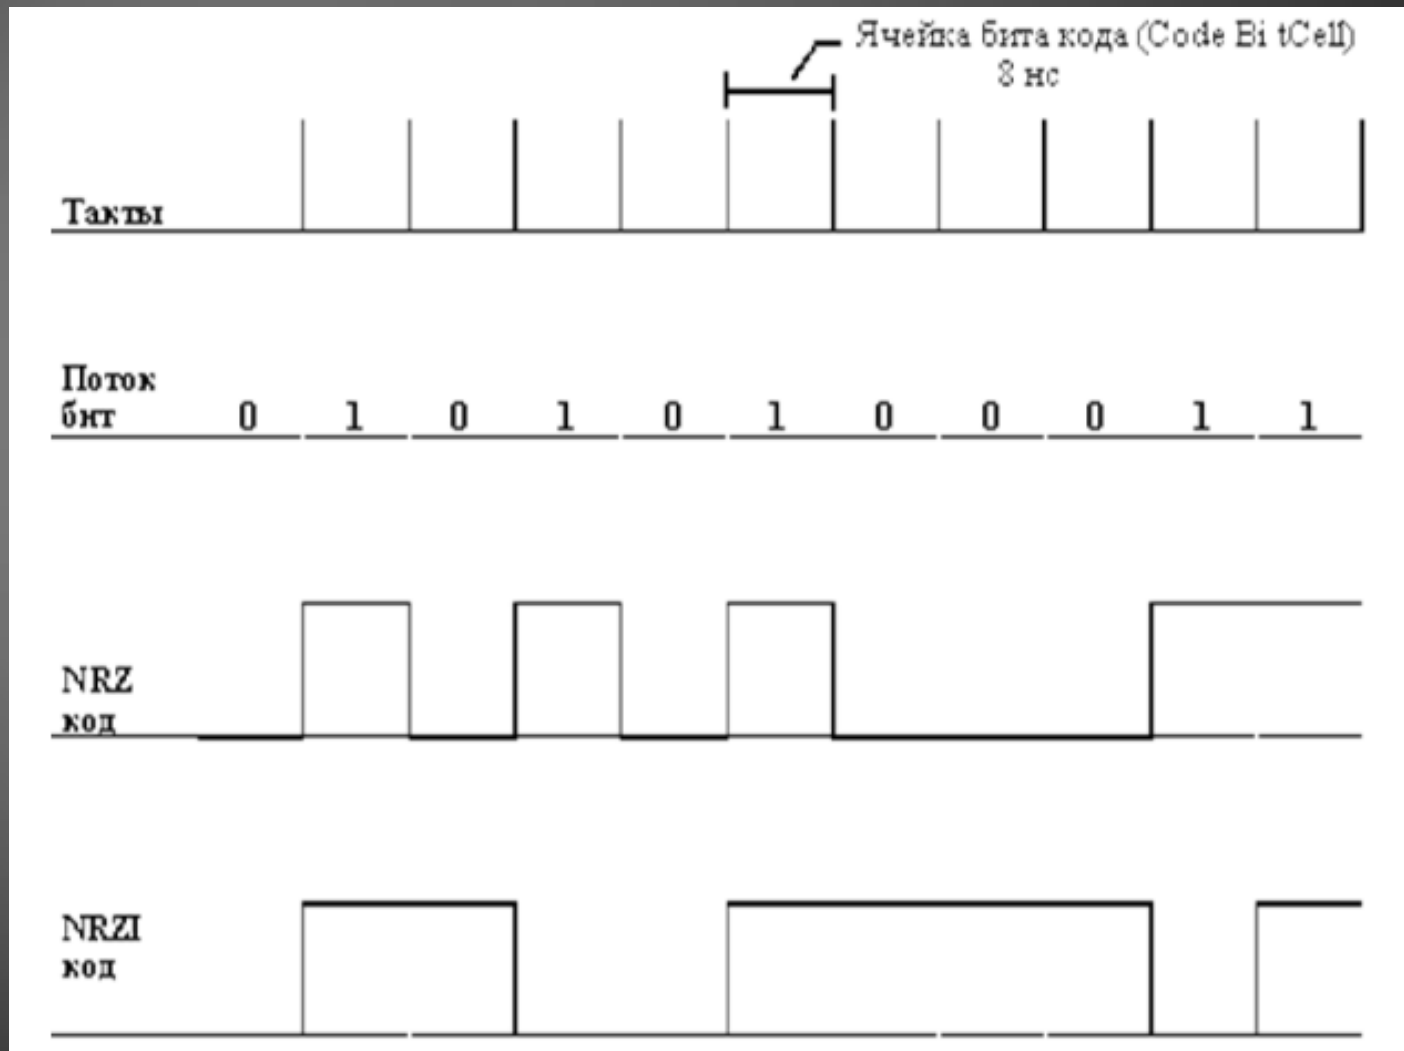 Ячейка бита кода (Code Bi tCell)
8 нс
Такты
Поток
бит 0 1 0 1 0 1 0 0 0 1 1
NRZ
код
NRZI
код